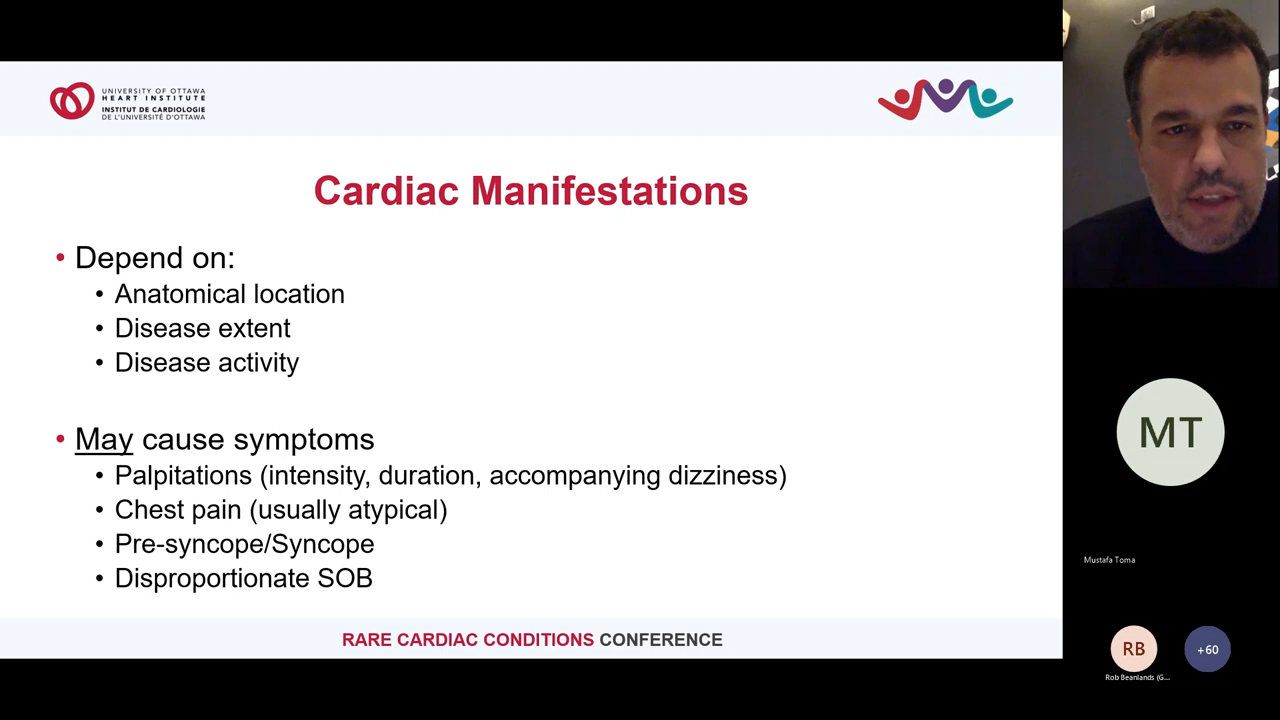 UNIVERSITY OF OTTAWA
HEART INSTITUTE
INSTITUT DE CARDIOLOGIE
DE L'UNIVERSITÉ D'OTTAWA
Cardiac Manifestations
• Depend on:
• Anatomical location
• Disease extent
• Disease activity
• May cause symptoms
• Palpitations (intensity, duration, accompanying dizziness)
• Chest pain (usually atypical)
• Pre-syncope/Syncope
• Disproportionate SOB
RARE CARDIAC CONDITIONS CONFERENCE
MT
Mustafa Toma
RB
+60
Rob Beanlands (G...